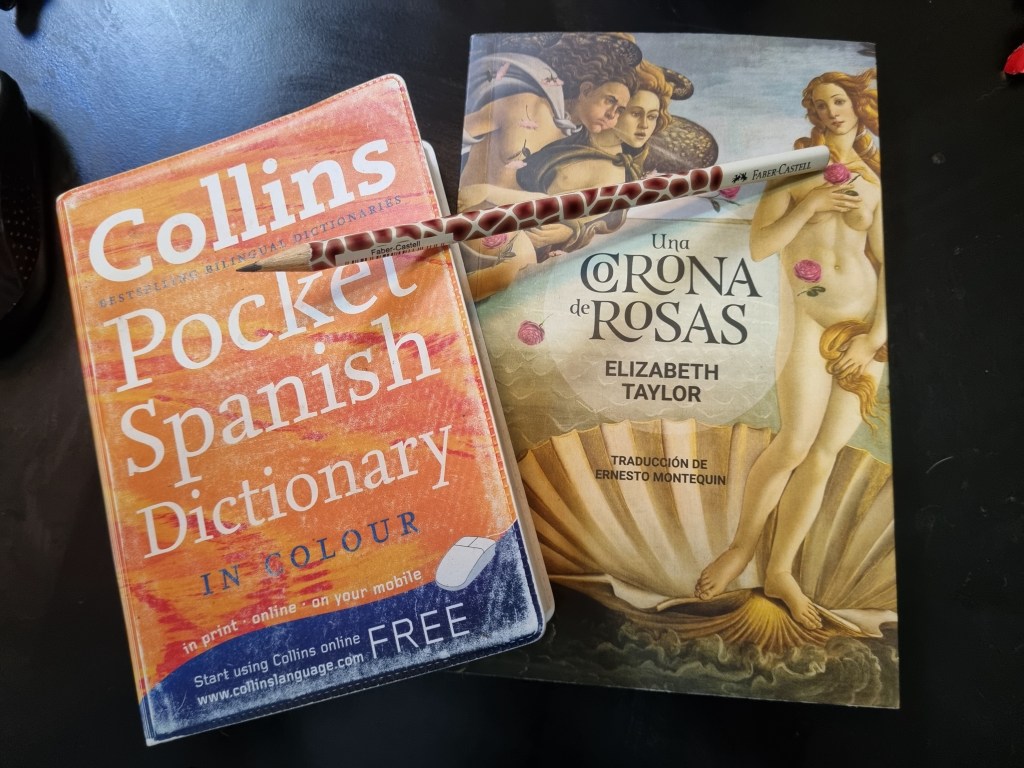 Collins
BESTSELLING BILINGUAL DICTIONARIES
Pocket
Spanish
Dictionary
IN COLOUR
in print · online · on your mobile
Start using Collins online FREE
www.collinslanguage.com
Faber-Castell
FABER-CASTELL
Una
CORONA
de ROSAS
ELIZABETH
TAYLOR
TRADUCCIÓN DE
ERNESTO MONTEQUIN